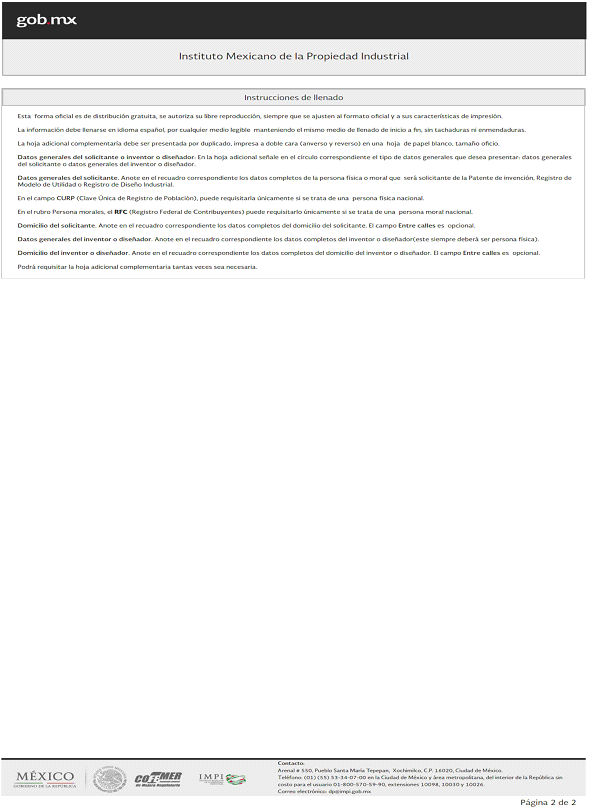 gob.mx
Instituto Mexicano de la Propiedad Industrial
Instrucciones de llenado
Esta forma oficial es de distribución gratuita, se autoriza su libre reproducción, siempre que se ajusten al formato oficial y a sus características de impresión.
La información debe llenarse en idioma español, por cualquier medio legible manteniendo el mismo medio de llenado de inicio a fin, sin tachaduras ni enmendaduras.
La hoja adicional complementaria debe ser presentada por duplicado, impresa a doble cara (anverso y reverso) en una hoja de papel blanco, tamaño oficio.
Datos generales del solicitante o inventor o diseñador: En la hoja adicional señale en el círculo correspondiente el tipo de datos generales que desea presentar: datos generales
del solicitante o datos generales del inventor o diseñador.
Datos generales del solicitante. Anote en el recuadro correspondiente los datos completos de la persona física o moral que será solicitante de la Patente de invención, Registro de
Modelo de Utilidad o Registro de Diseño Industrial.
En el campo CURP (Clave Única de Registro de Población), puede requisitarla únicamente si se trata de una persona física nacional.
En el rubro Persona morales, el RFC (Registro Federal de Contribuyentes) puede requisitarlo únicamente si se trata de una persona moral nacional.
Domicilio del solicitante. Anote en el recuadro correspondiente los datos completos del domicilio del solicitante. El campo Entre calles es opcional.
Datos generales del inventor o diseñador. Anote en el recuadro correspondiente los datos completos del inventor o diseñador(este siempre deberá ser persona física).
Domicilio del inventor o diseñador. Anote en el recuadro correspondiente los datos completos del domicilio del inventor o diseñador. El campo Entre calles es opcional.
Podrá requisitar la hoja adicional complementaria tantas veces sea necesaria.
MÉXICO
GOBIERNO DE LA REPÚBLICA
COFEMER
de Mejora Regulatoria
IMPI
Contacto:
Arenal # 550, Pueblo Santa María Tepepan, Xochimilco, C.P. 16020, Ciudad de México.
Teléfono: (01) (55) 53-34-07-00 en la Ciudad de México y área metropolitana, del interior de la República sin
costo para el usuario 01-800-570-59-90, extensiones 10098, 10030 y 10026.
Correo electrónico: dp@impi.gob.mx
Página 2 de 2